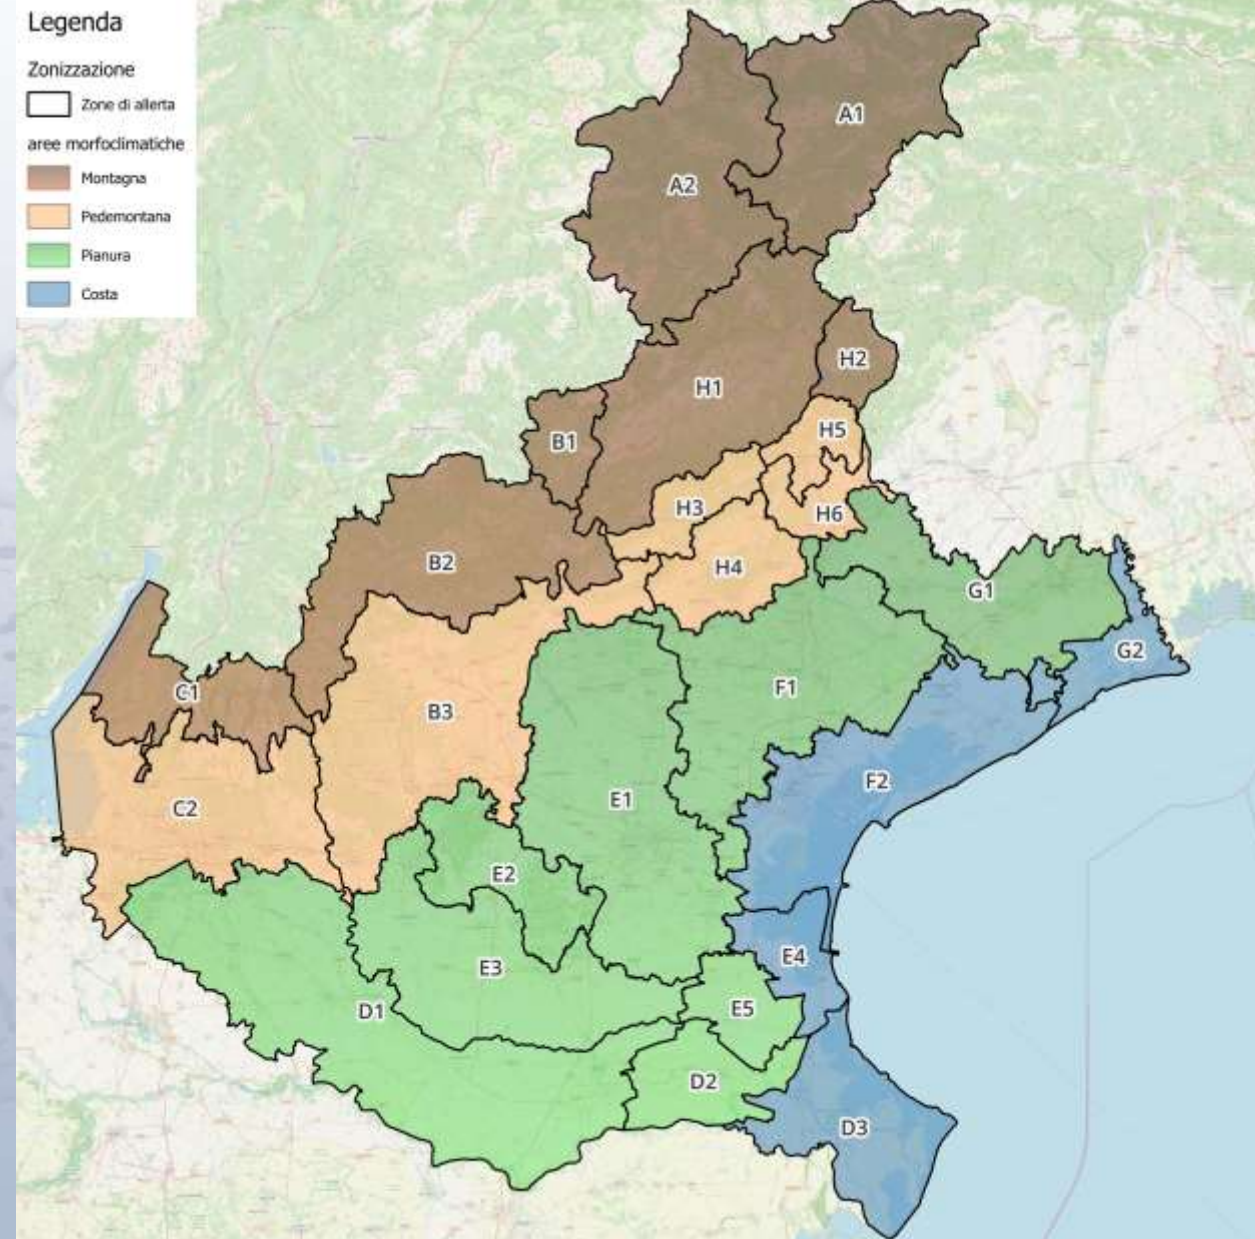 Legenda
Zonizzazione
Zone di allerta
aree morfoclimatiche
Montagna
Pedemontana
Pianura
Costa
A1
A2
H2
H1
H5
B1
H3
H6
B2
H4
G1
G2
C1
F1
B3
F2
E1
C2
E2
E4
E3
E5
D1
D2
D3